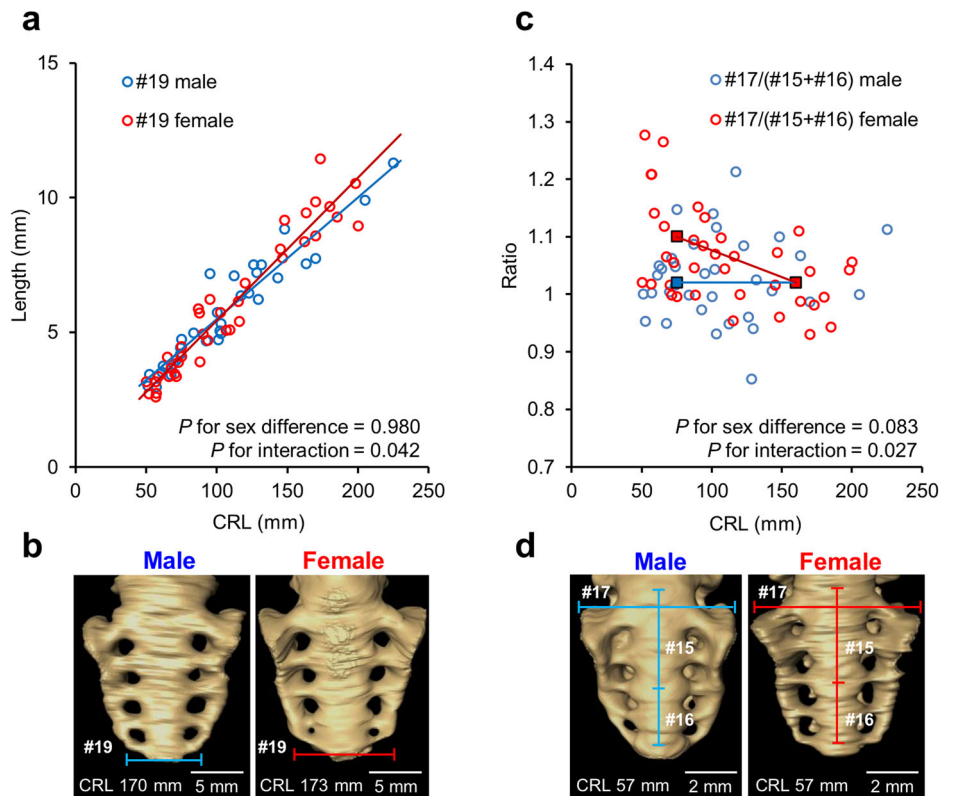 a
15
10
5
0
0 50 100 150 200 250
Length (mm)
CRL (mm)
#19 male
#19 female
P for sex difference = 0.980
P for interaction = 0.042
c
1.4
1.3
1.2
1.1
1
0.9
0.8
0.7
0 50 100 150 200 250
Ratio
CRL (mm)
#17/(#15+#16) male
#17/(#15+#16) female
P for sex difference = 0.083
P for interaction = 0.027
b
Male
#19
CRL 170 mm 5 mm
Female
#19
CRL 173 mm 5 mm
d
Male
#17
#15
#16
CRL 57 mm 2 mm
Female
#17
#15
#16
CRL 57 mm 2 mm